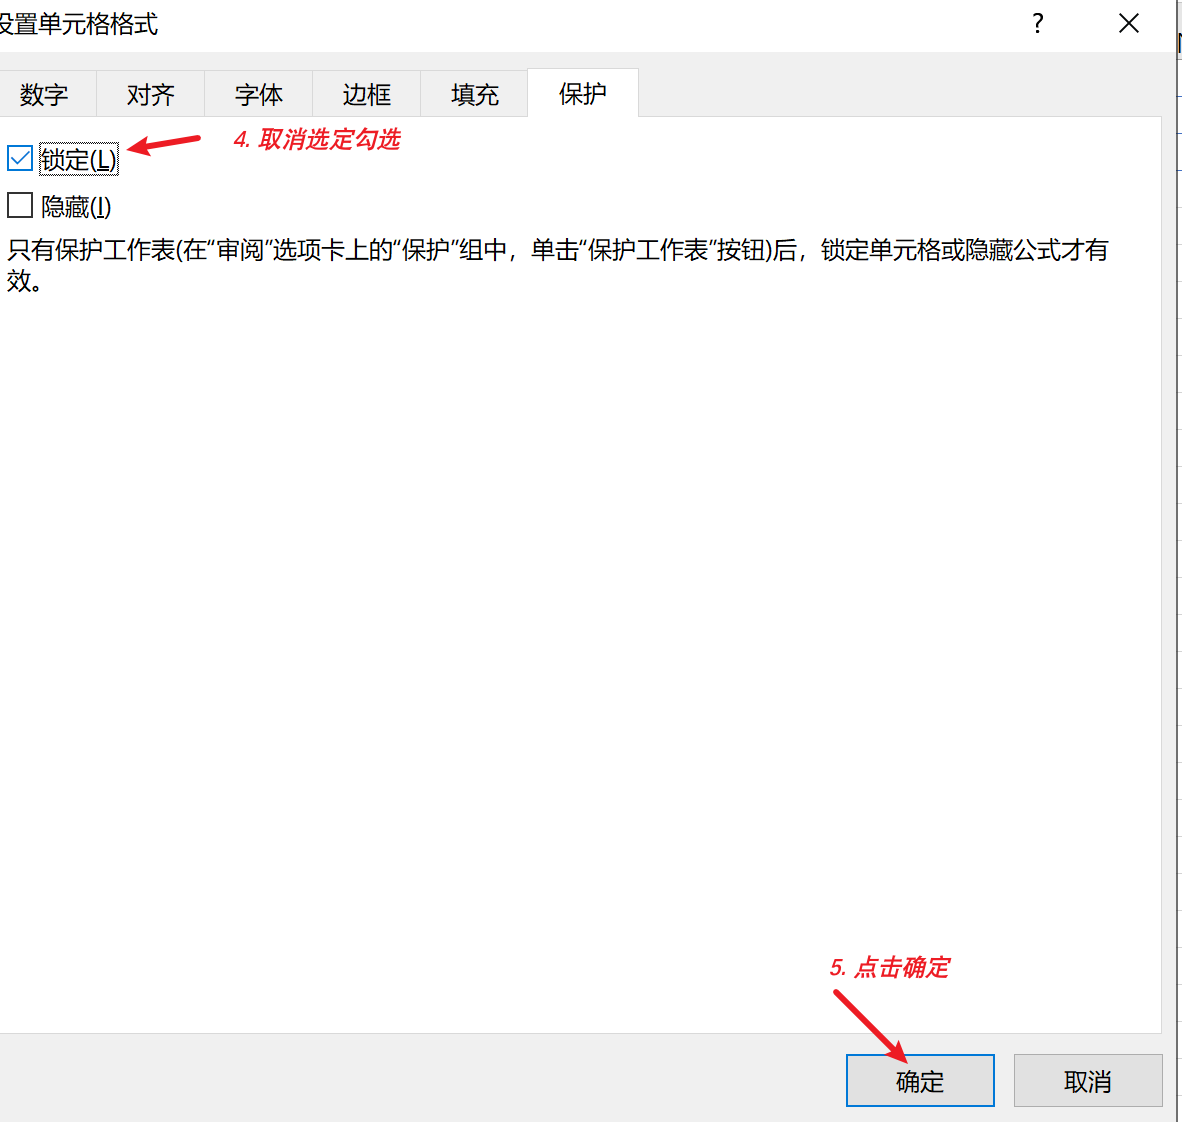 设置单元格格式
?
数字 对齐 字体 边框 填充 保护
4. 取消选定勾选
锁定(L)
隐藏(I)
只有保护工作表(在“审阅”选项卡上的“保护”组中，单击“保护工作表”按钮)后，锁定单元格或隐藏公式才有
效。
5. 点击确定
确定 取消